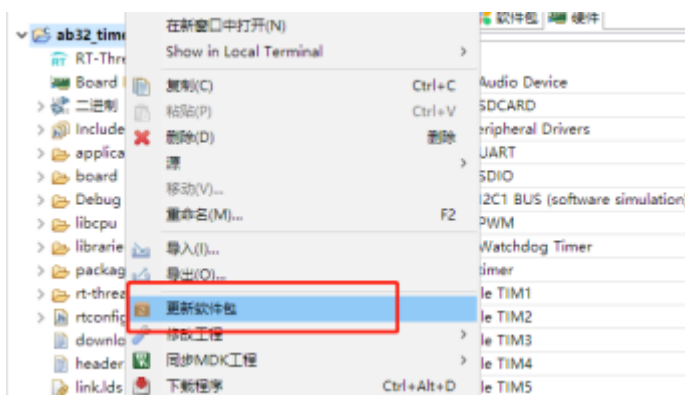 软件包 硬件
ab32_time
RT-Thre
Board
二进制
Include
applica
board
Debug
libcpu
librarie
packag
rt-threa
rtconfig
downlo
header
link.lds
在新窗口中打开(N)
Show in Local Terminal >
复制(C) Ctrl+C
粘贴(P) Ctrl+V
删除(D) 删除
源 >
移动(V)...
重命名(M)... F2
导入(I)...
导出(O)...
更新软件包
修改工程 >
同步MDK工程 >
下载程序 Ctrl+Alt+D
Audio Device
SDCARD
eripheral Drivers
UART
SDIO
I2C1 BUS (software simulation)
PWM
Watchdog Timer
timer
le TIM1
le TIM2
le TIM3
le TIM4
le TIM5